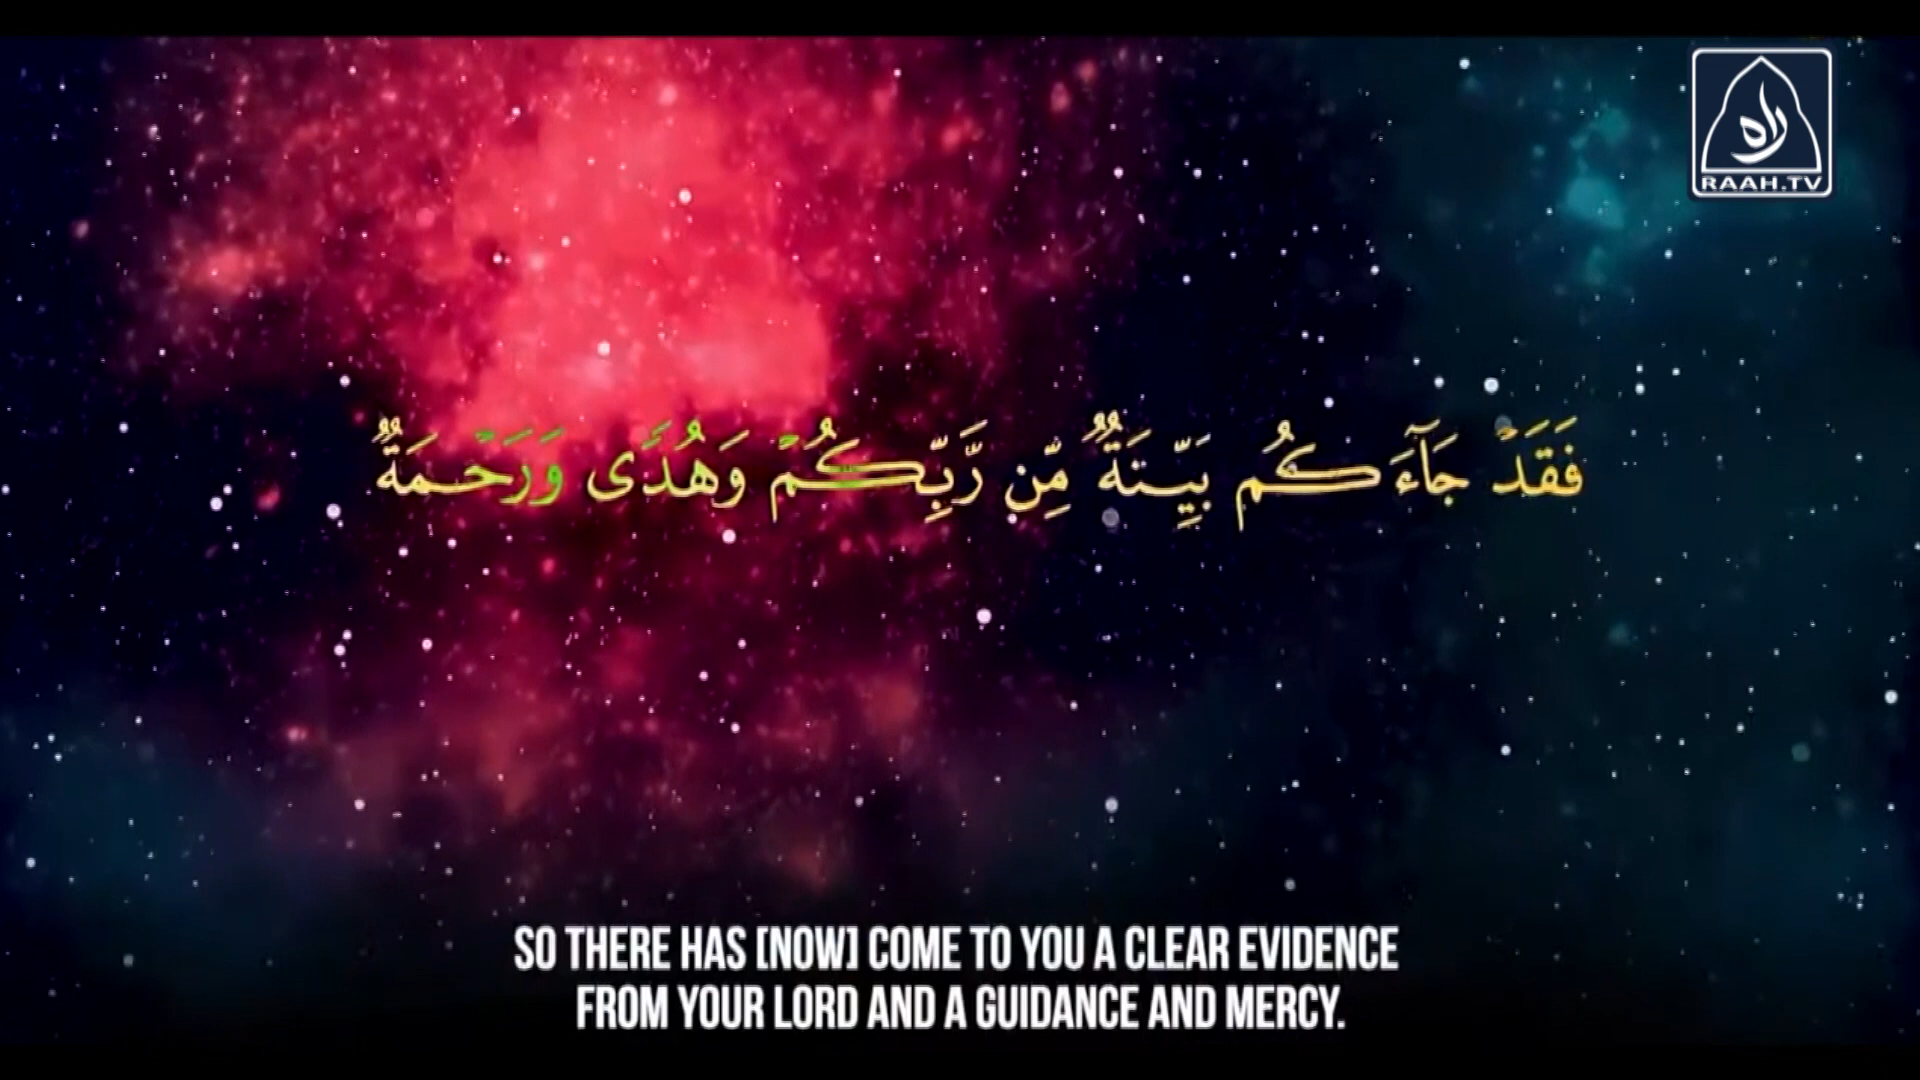 راه
RAAH.TV
فَقَدْ جَآءَكُم بَيِّنَةٌ مِّن رَّبِّكُمْ وَهُدًى وَرَحْمَةٌ
SO THERE HAS [NOW] COME TO YOU A CLEAR EVIDENCE
FROM YOUR LORD AND A GUIDANCE AND MERCY.